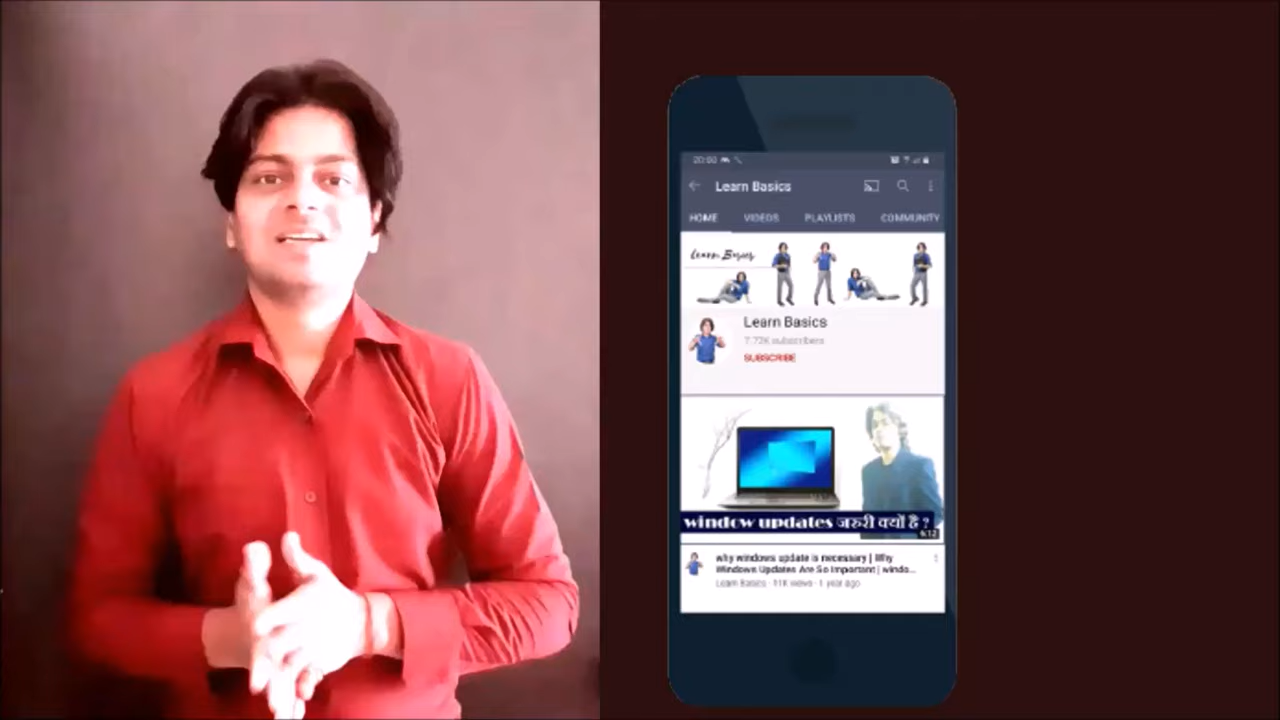 20:00
Learn Basics
HOME VIDEOS PLAYLISTS COMMUNITY
Learn Basics
Learn Basics
7.72K subscribers
SUBSCRIBE
window updates जरुरी क्यों है ?
6:12
why windows update is necessary | Why
Windows Updates Are So Important | windo...
Learn Basics · 11K views · 1 year ago